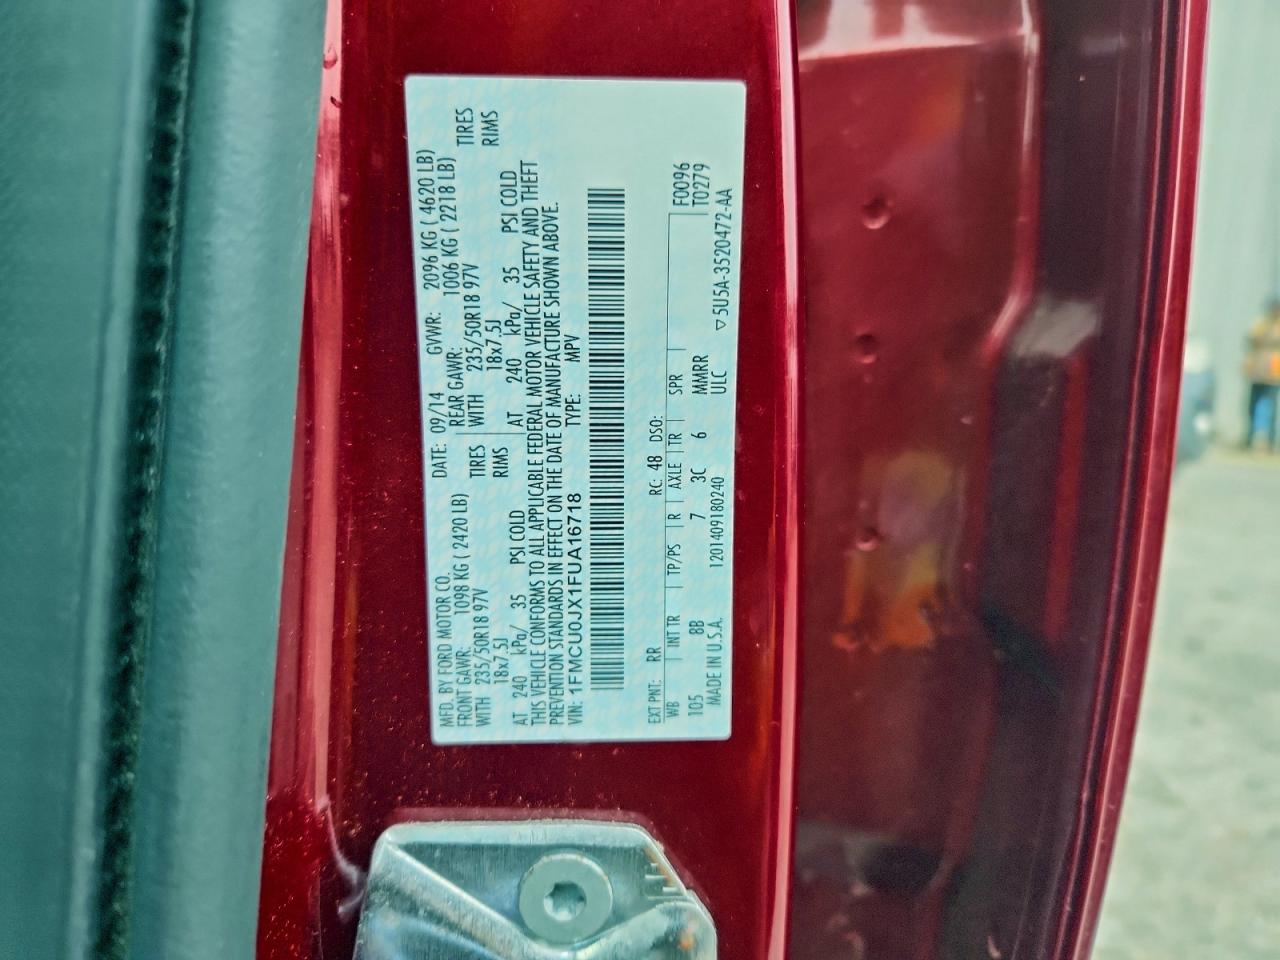 MFD. BY FORD MOTOR CO. DATE: 09/14 GVWR: 2096 KG ( 4620 LB)
FRONT GAWR: 1098 KG ( 2420 LB) REAR GAWR: 1006 KG ( 2218 LB)
WITH 235/50R18 97V TIRES WITH 235/50R18 97V TIRES
18x7.5J RIMS 18x7.5J RIMS
AT 240 kPa/ 35 PSI COLD AT 240 kPa/ 35 PSI COLD
THIS VEHICLE CONFORMS TO ALL APPLICABLE FEDERAL MOTOR VEHICLE SAFETY AND THEFT
PREVENTION STANDARDS IN EFFECT ON THE DATE OF MANUFACTURE SHOWN ABOVE.
VIN: 1FMCU0JX1FUA16718 TYPE: MPV
EXT PNT: RR RC: 48 DSO: F0096
WB INT TR TP/PS R AXLE TR SPR T0279
105 8B 7 3C 6 MMRR
MADE IN U.S.A. 120140918024​0 ULC ▽5U5A-3520472-AA